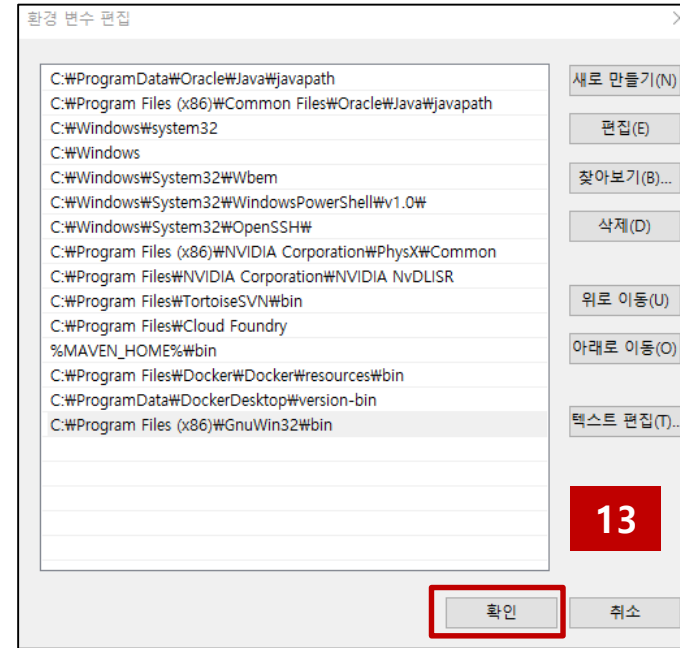 환경 변수 편집
C:₩ProgramData₩Oracle₩Java₩javapath
C:₩Program Files (x86)₩Common Files₩Oracle₩Java₩javapath
C:₩Windows₩system32
C:₩Windows
C:₩Windows₩System32₩Wbem
C:₩Windows₩System32₩WindowsPowerShell₩v1.0₩
C:₩Windows₩System32₩OpenSSH₩
C:₩Program Files (x86)₩NVIDIA Corporation₩PhysX₩Common
C:₩Program Files₩NVIDIA Corporation₩NVIDIA NvDLISR
C:₩Program Files₩TortoiseSVN₩bin
C:₩Program Files₩Cloud Foundry
%MAVEN_HOME%₩bin
C:₩Program Files₩Docker₩Docker₩resources₩bin
C:₩ProgramData₩DockerDesktop₩version-bin
C:₩Program Files (x86)₩GnuWin32₩bin
새로 만들기(N)
편집(E)
찾아보기(B)...
삭제(D)
위로 이동(U)
아래로 이동(O)
텍스트 편집(T)..
13
확인
취소